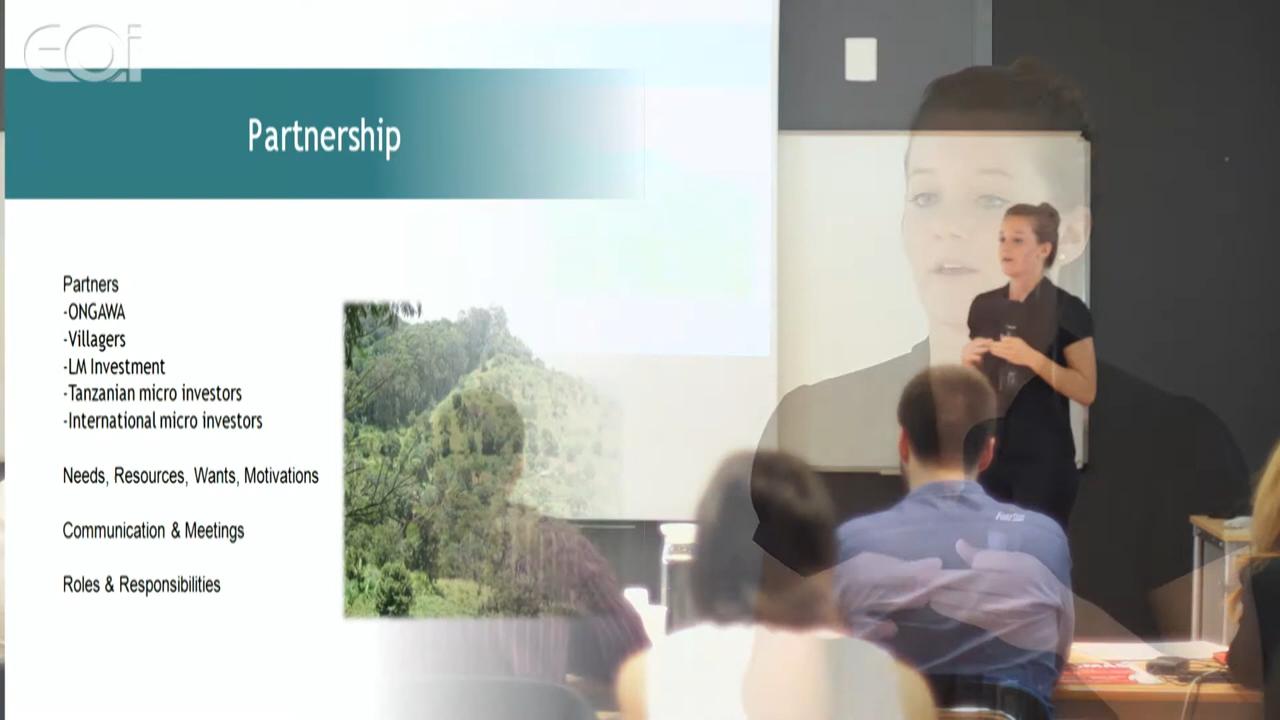 eoi
Partnership
Partners
-ONGAWA
-Villagers
-LM Investment
-Tanzanian micro investors
-International micro investors
Needs, Resources, Wants, Motivations
Communication & Meetings
Roles & Responsibilities